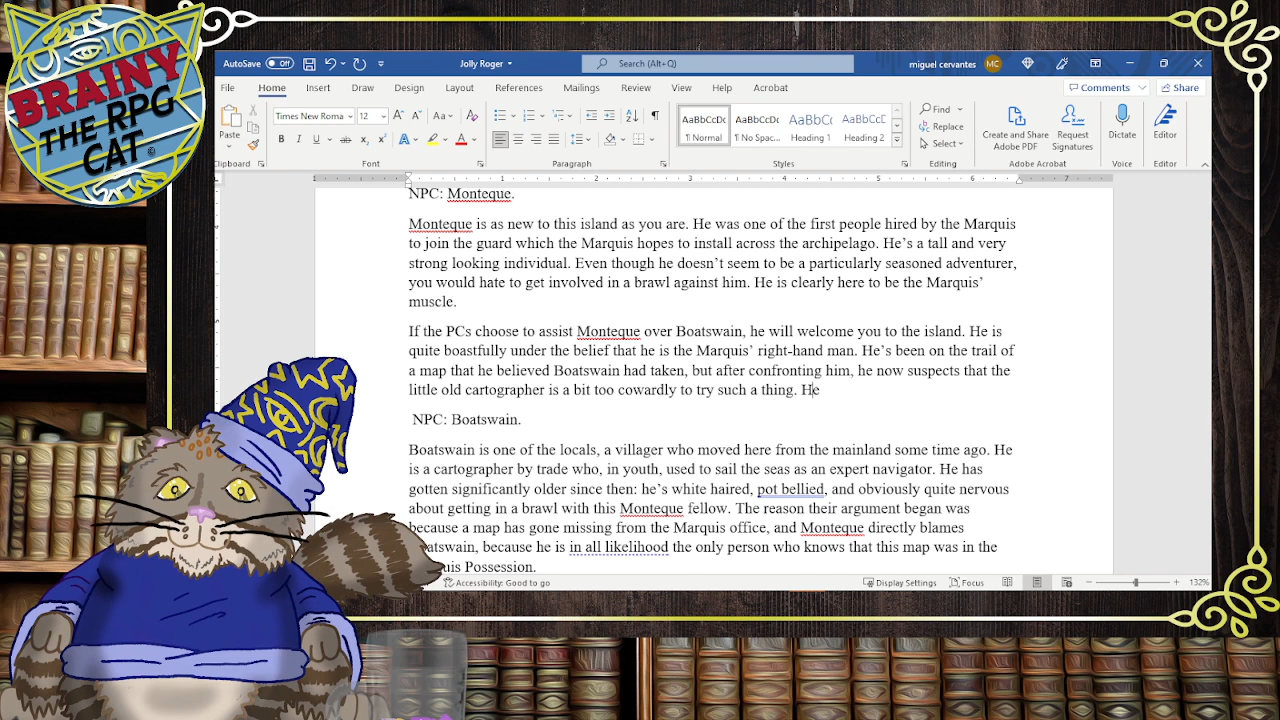 BRAINY
THE RPG
CAT
AutoSave Off Jolly Roger Search (Alt+Q) miguel cervantes MC
File Home Insert Draw Design Layout References Mailings Review View Help Acrobat Comments Share
Paste Times New Roma 12 Aa AaBbCcDc AaBbCcDc AaBbCc AaBbCcC Find Replace Select
¶ Normal ¶ No Spac... Heading 1 Heading 2
Create and Share Adobe PDF Request Signatures Dictate Editor
Clipboard Font Paragraph Styles Editing Adobe Acrobat Voice Editor
1 1 2 3 4 5 6 7
NPC: Monteque.
Monteque is as new to this island as you are. He was one of the first people hired by the Marquis
to join the guard which the Marquis hopes to install across the archipelago. He’s a tall and very
strong looking individual. Even though he doesn’t seem to be a particularly seasoned adventurer,
you would hate to get involved in a brawl against him. He is clearly here to be the Marquis’
muscle.
If the PCs choose to assist Monteque over Boatswain, he will welcome you to the island. He is
quite boastfully under the belief that he is the Marquis’ right-hand man. He’s been on the trail of
a map that he believed Boatswain had taken, but after confronting him, he now suspects that the
little old cartographer is a bit too cowardly to try such a thing. He
NPC: Boatswain.
Boatswain is one of the locals, a villager who moved here from the mainland some time ago. He
is a cartographer by trade who, in youth, used to sail the seas as an expert navigator. He has
gotten significantly older since then: he’s white haired, pot bellied, and obviously quite nervous
about getting in a brawl with this Monteque fellow. The reason their argument began was
because a map has gone missing from the Marquis office, and Monteque directly blames
atswain, because he is in all likelihood the only person who knows that this map was in the
uis Possession.
Accessibility: Good to go Display Settings Focus 132%